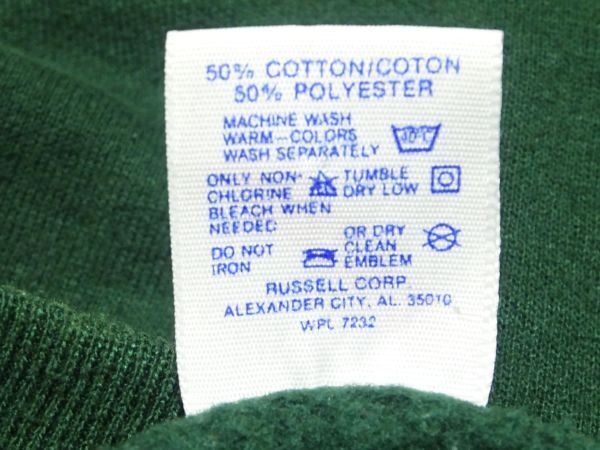 50% COTTON/COTON
50% POLYESTER
MACHINE WASH
WARM-COLORS
WASH SEPARATELY
ONLY NON-
CHLORINE
BLEACH WHEN
NEEDED
TUMBLE
DRY LOW
DO NOT
IRON
OR DRY
CLEAN
EMBLEM
RUSSELL CORP.
ALEXANDER CITY, AL. 35010
WPL 7232